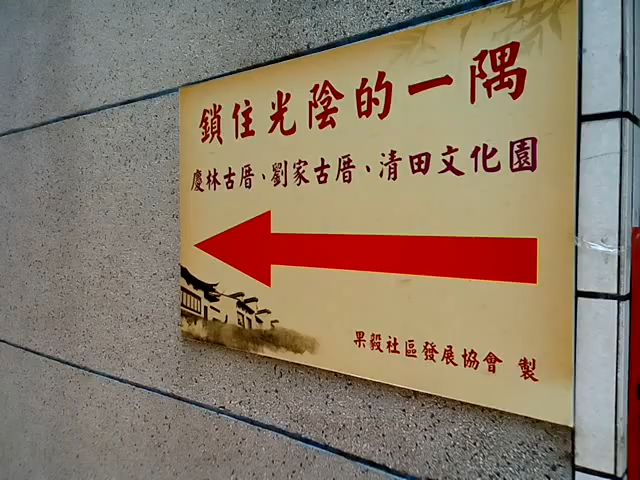 鎖住光陰的一隅
慶林古厝、劉家古厝、清田文化園
果毅社區發展協會 製